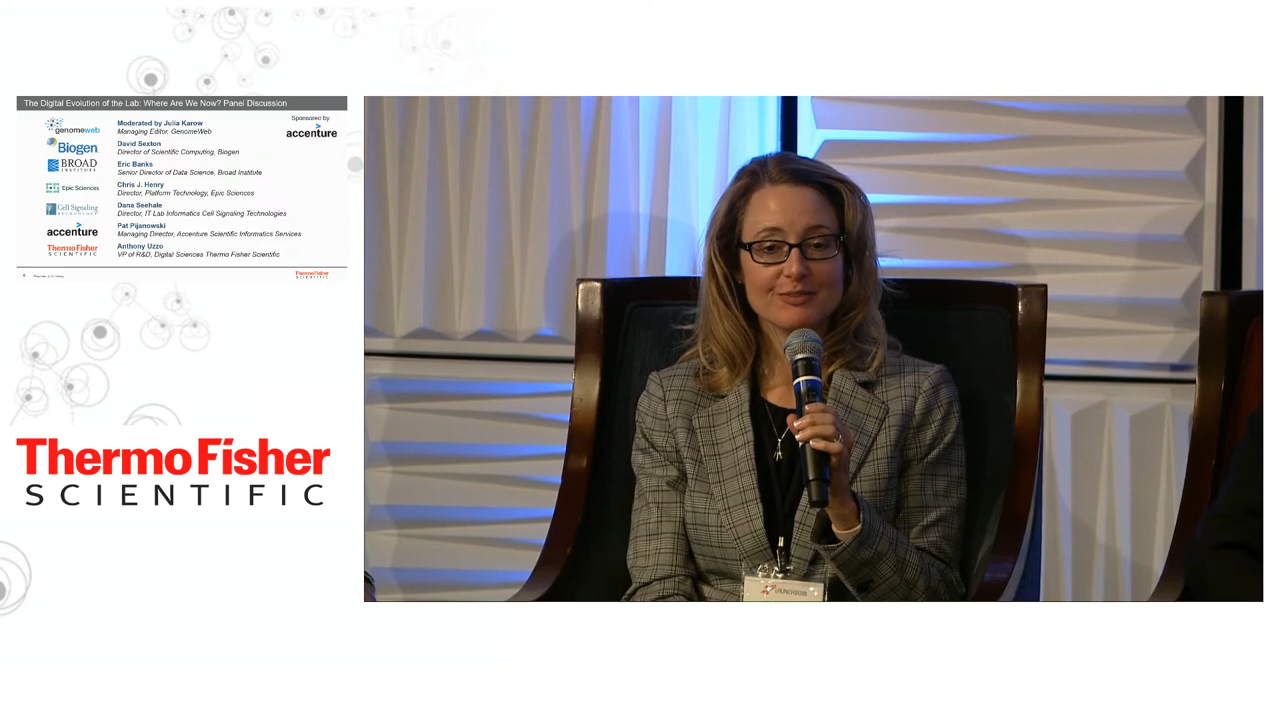 The Digital Evolution of the Lab: Where Are We Now? Panel Discussion
Sponsored by
accenture
genomeweb
Moderated by Julia Karow
Managing Editor, GenomeWeb
Biogen
David Sexton
Director of Scientific Computing, Biogen
BROAD
INSTITUTE
Eric Banks
Senior Director of Data Science, Broad Institute
Epic Sciences
Chris J. Henry
Director, Platform Technology, Epic Sciences
Cell Signaling
TECHNOLOGY
Dana Seehale
Director, IT Lab Informatics Cell Signaling Technologies
accenture
Pat Pijanowski
Managing Director, Accenture Scientific Informatics Services
ThermoFisher
SCIENTIFIC
Anthony Uzzo
VP of R&D, Digital Sciences Thermo Fisher Scientific
ThermoFisher
SCIENTIFIC
ThermoFisher
SCIENTIFIC